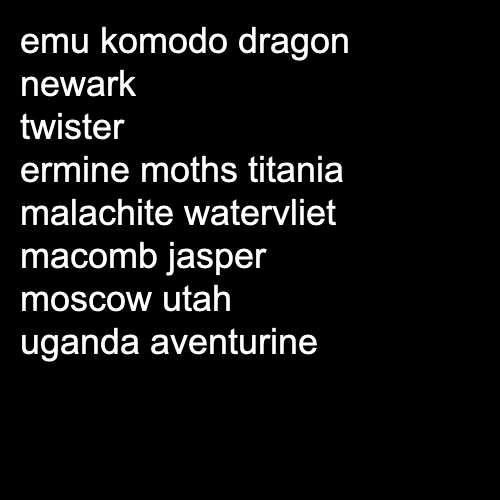 emu komodo dragon
newark
twister
ermine moths titania
malachite watervliet
macomb jasper
moscow utah
uganda aventurine